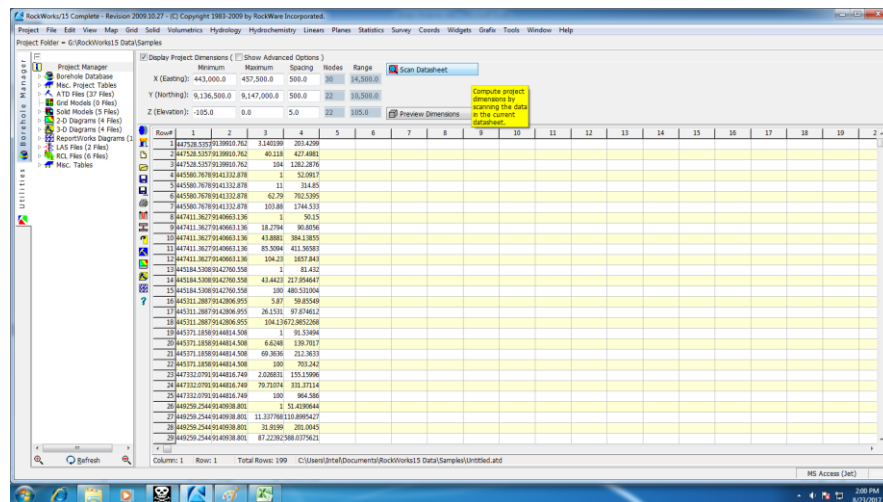 RockWorks/15 Complete - Revision 2009.10.27 - (C) Copyright 1983-2009 by RockWare Incorporated.
Project File Edit View Map Grid Solid Volumetrics Hydrology Hydrochemistry Linears Planes Statistics Survey Coords Widgets Grafix Tools Window Help
Project Folder = G:\RockWorks15 Data\Samples
Borehole Manager
Utilities
Project Manager
Borehole Database
Misc. Project Tables
ATD Files (37 Files)
Grid Models (0 Files)
Solid Models (5 Files)
2-D Diagrams (4 Files)
3-D Diagrams (4 Files)
ReportWorks Diagrams (1
LAS Files (2 Files)
RCL Files (6 Files)
Misc. Tables
Refresh
Display Project Dimensions ( Show Advanced Options )
Minimum Maximum Spacing Nodes Range
X (Easting): 443,000.0 457,500.0 500.0 30 14,500.0
Y (Northing): 9,136,500.0 9,147,000.0 500.0 22 10,500.0
Z (Elevation): -105.0 0.0 5.0 22 105.0
Scan Datasheet
Preview Dimensions
Compute project
dimensions by
scanning the data
in the current
datasheet.
Row# 1 2 3 4 5 6 7 8 9 10 11 12 13 14 15 16 17 18 19 2
1 447528.5357 9139910.762 3.140199 203.4299
2 447528.5357 9139910.762 40.118 427.4981
3 447528.5357 9139910.762 104 1282.2876
4 445580.7678 9141332.878 1 52.0917
5 445580.7678 9141332.878 11 314.85
6 445580.7678 9141332.878 62.79 702.5395
7 445580.7678 9141332.878 103.86 1744.533
8 447411.3627 9140663.136 1 50.15
9 447411.3627 9140663.136 18.2794 90.8056
10 447411.3627 9140663.136 43.8881 384.13855
11 447411.3627 9140663.136 85.5094 411.56583
12 447411.3627 9140663.136 104.23 1657.843
13 445184.5308 9142760.558 1 81.432
14 445184.5308 9142760.558 43.4423 217.954647
15 445184.5308 9142760.558 100 480.531004
16 445311.2887 9142806.955 5.87 59.85549
17 445311.2887 9142806.955 26.1531 97.874612
18 445311.2887 9142806.955 104.13 672.9852268
19 445371.1858 9144814.508 1 91.53494
20 445371.1858 9144814.508 6.6248 139.7017
21 445371.1858 9144814.508 69.3636 212.3633
22 445371.1858 9144814.508 100 703.242
23 447332.0791 9144816.749 2.026831 155.15996
24 447332.0791 9144816.749 79.71074 331.37114
25 447332.0791 9144816.749 100 964.586
26 449259.2544 9140938.801 1 51.4190644
27 449259.2544 9140938.801 11.337768 110.8995427
28 449259.2544 9140938.801 31.9199 201.0045
29 449259.2544 9140938.801 87.22392 588.0375621
Column: 1 Row: 1 Total Rows: 199 C:\Users\Intel\Documents\RockWorks15 Data\Samples\Untitled.atd
MS Access (Jet)
2:00 PM
8/23/2017